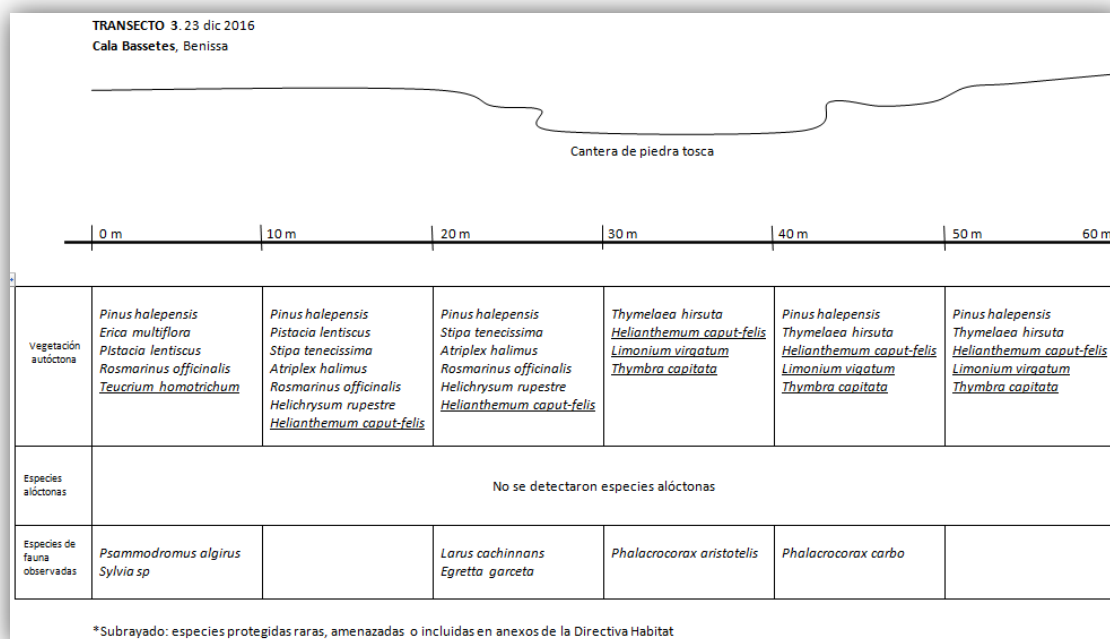 TRANSECTO 3. 23 dic 2016
Cala Bassetes, Benissa
Cantera de piedra tosca
0 m
10 m
20 m
30 m
40 m
50 m
60 m
Vegetación
autóctona
Pinus halepensis
Erica multiflora
PIstacia lentiscus
Rosmarinus officinalis
Teucrium homotrichum
Pinus halepensis
Pistacia lentiscus
Stipa tenecissima
Atriplex halimus
Rosmarinus officinalis
Helichrysum rupestre
Helianthemum caput-felis
Pinus halepensis
Stipa tenecissima
Atriplex halimus
Rosmarinus officinalis
Helichrysum rupestre
Helianthemum caput-felis
Thymelaea hirsuta
Helianthemum caput-felis
Limonium virgatum
Thymbra capitata
Pinus halepensis
Thymelaea hirsuta
Helianthemum caput-felis
Limonium vigatum
Thymbra capitata
Pinus halepensis
Thymelaea hirsuta
Helianthemum caput-felis
Limonium virgatum
Thymbra capitata
Especies
alóctonas
No se detectaron especies alóctonas
Especies de
fauna
observadas
Psammodromus algirus
Sylvia sp
Larus cachinnans
Egretta garceta
Phalacrocorax aristotelis
Phalacrocorax carbo
*Subrayado: especies protegidas raras, amenazadas o incluidas en anexos de la Directiva Habitat